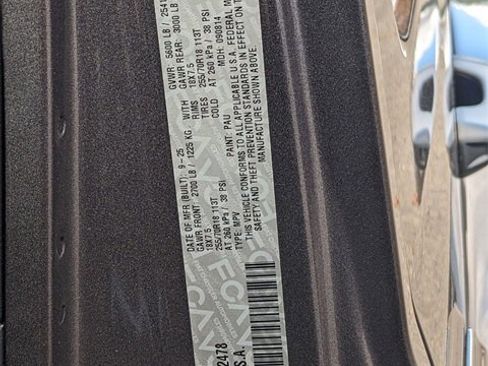 DATE OF MFR (BUILT): 9-25 GVWR: 5600 LB / 2541
GAWR FRONT: 2700 LB / 1225 KG WITH GAWR REAR: 3000 LB
18X7.5 RIMS 18X7.5
255/70R18 113T TIRES 255/70R18 113T
AT 260 kPa / 38 PSI COLD AT 260 kPa / 38 PSI
TYPE: MPV PAINT: PAU MDH: 090814
THIS VEHICLE CONFORMS TO ALL APPLICABLE U.S.A. FEDERAL M
SAFETY AND THEFT PREVENTION STANDARDS IN EFFECT ON T
MANUFACTURE SHOWN ABOVE.
2478
S.A.
FCA